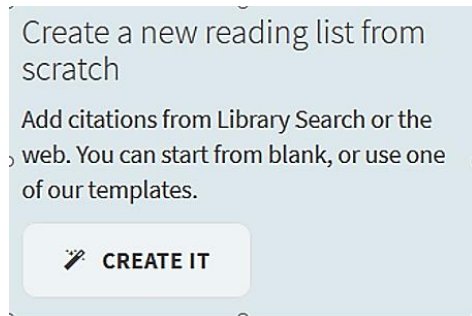 Create a new reading list from
scratch
Add citations from Library Search or the
web. You can start from blank, or use one
of our templates.
CREATE IT